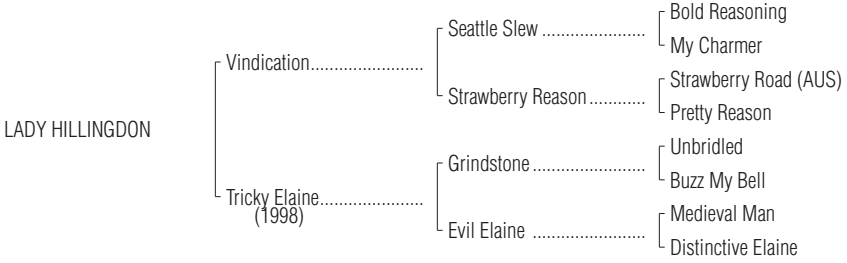 Bold Reasoning
Seattle Slew ......................
My Charmer
Vindication.......................
Strawberry Road (AUS)
Strawberry Reason............
Pretty Reason
LADY HILLINGDON
Unbridled
Grindstone .......................
Buzz My Bell
Tricky Elaine.....................
(1998)
Medieval Man
Evil Elaine .......................
Distinctive Elaine